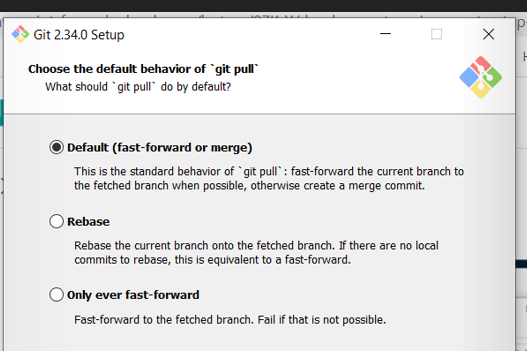 Git 2.34.0 Setup
Choose the default behavior of `git pull`
What should `git pull` do by default?
Default (fast-forward or merge)
This is the standard behavior of `git pull`: fast-forward the current branch to
the fetched branch when possible, otherwise create a merge commit.
Rebase
Rebase the current branch onto the fetched branch. If there are no local
commits to rebase, this is equivalent to a fast-forward.
Only ever fast-forward
Fast-forward to the fetched branch. Fail if that is not possible.